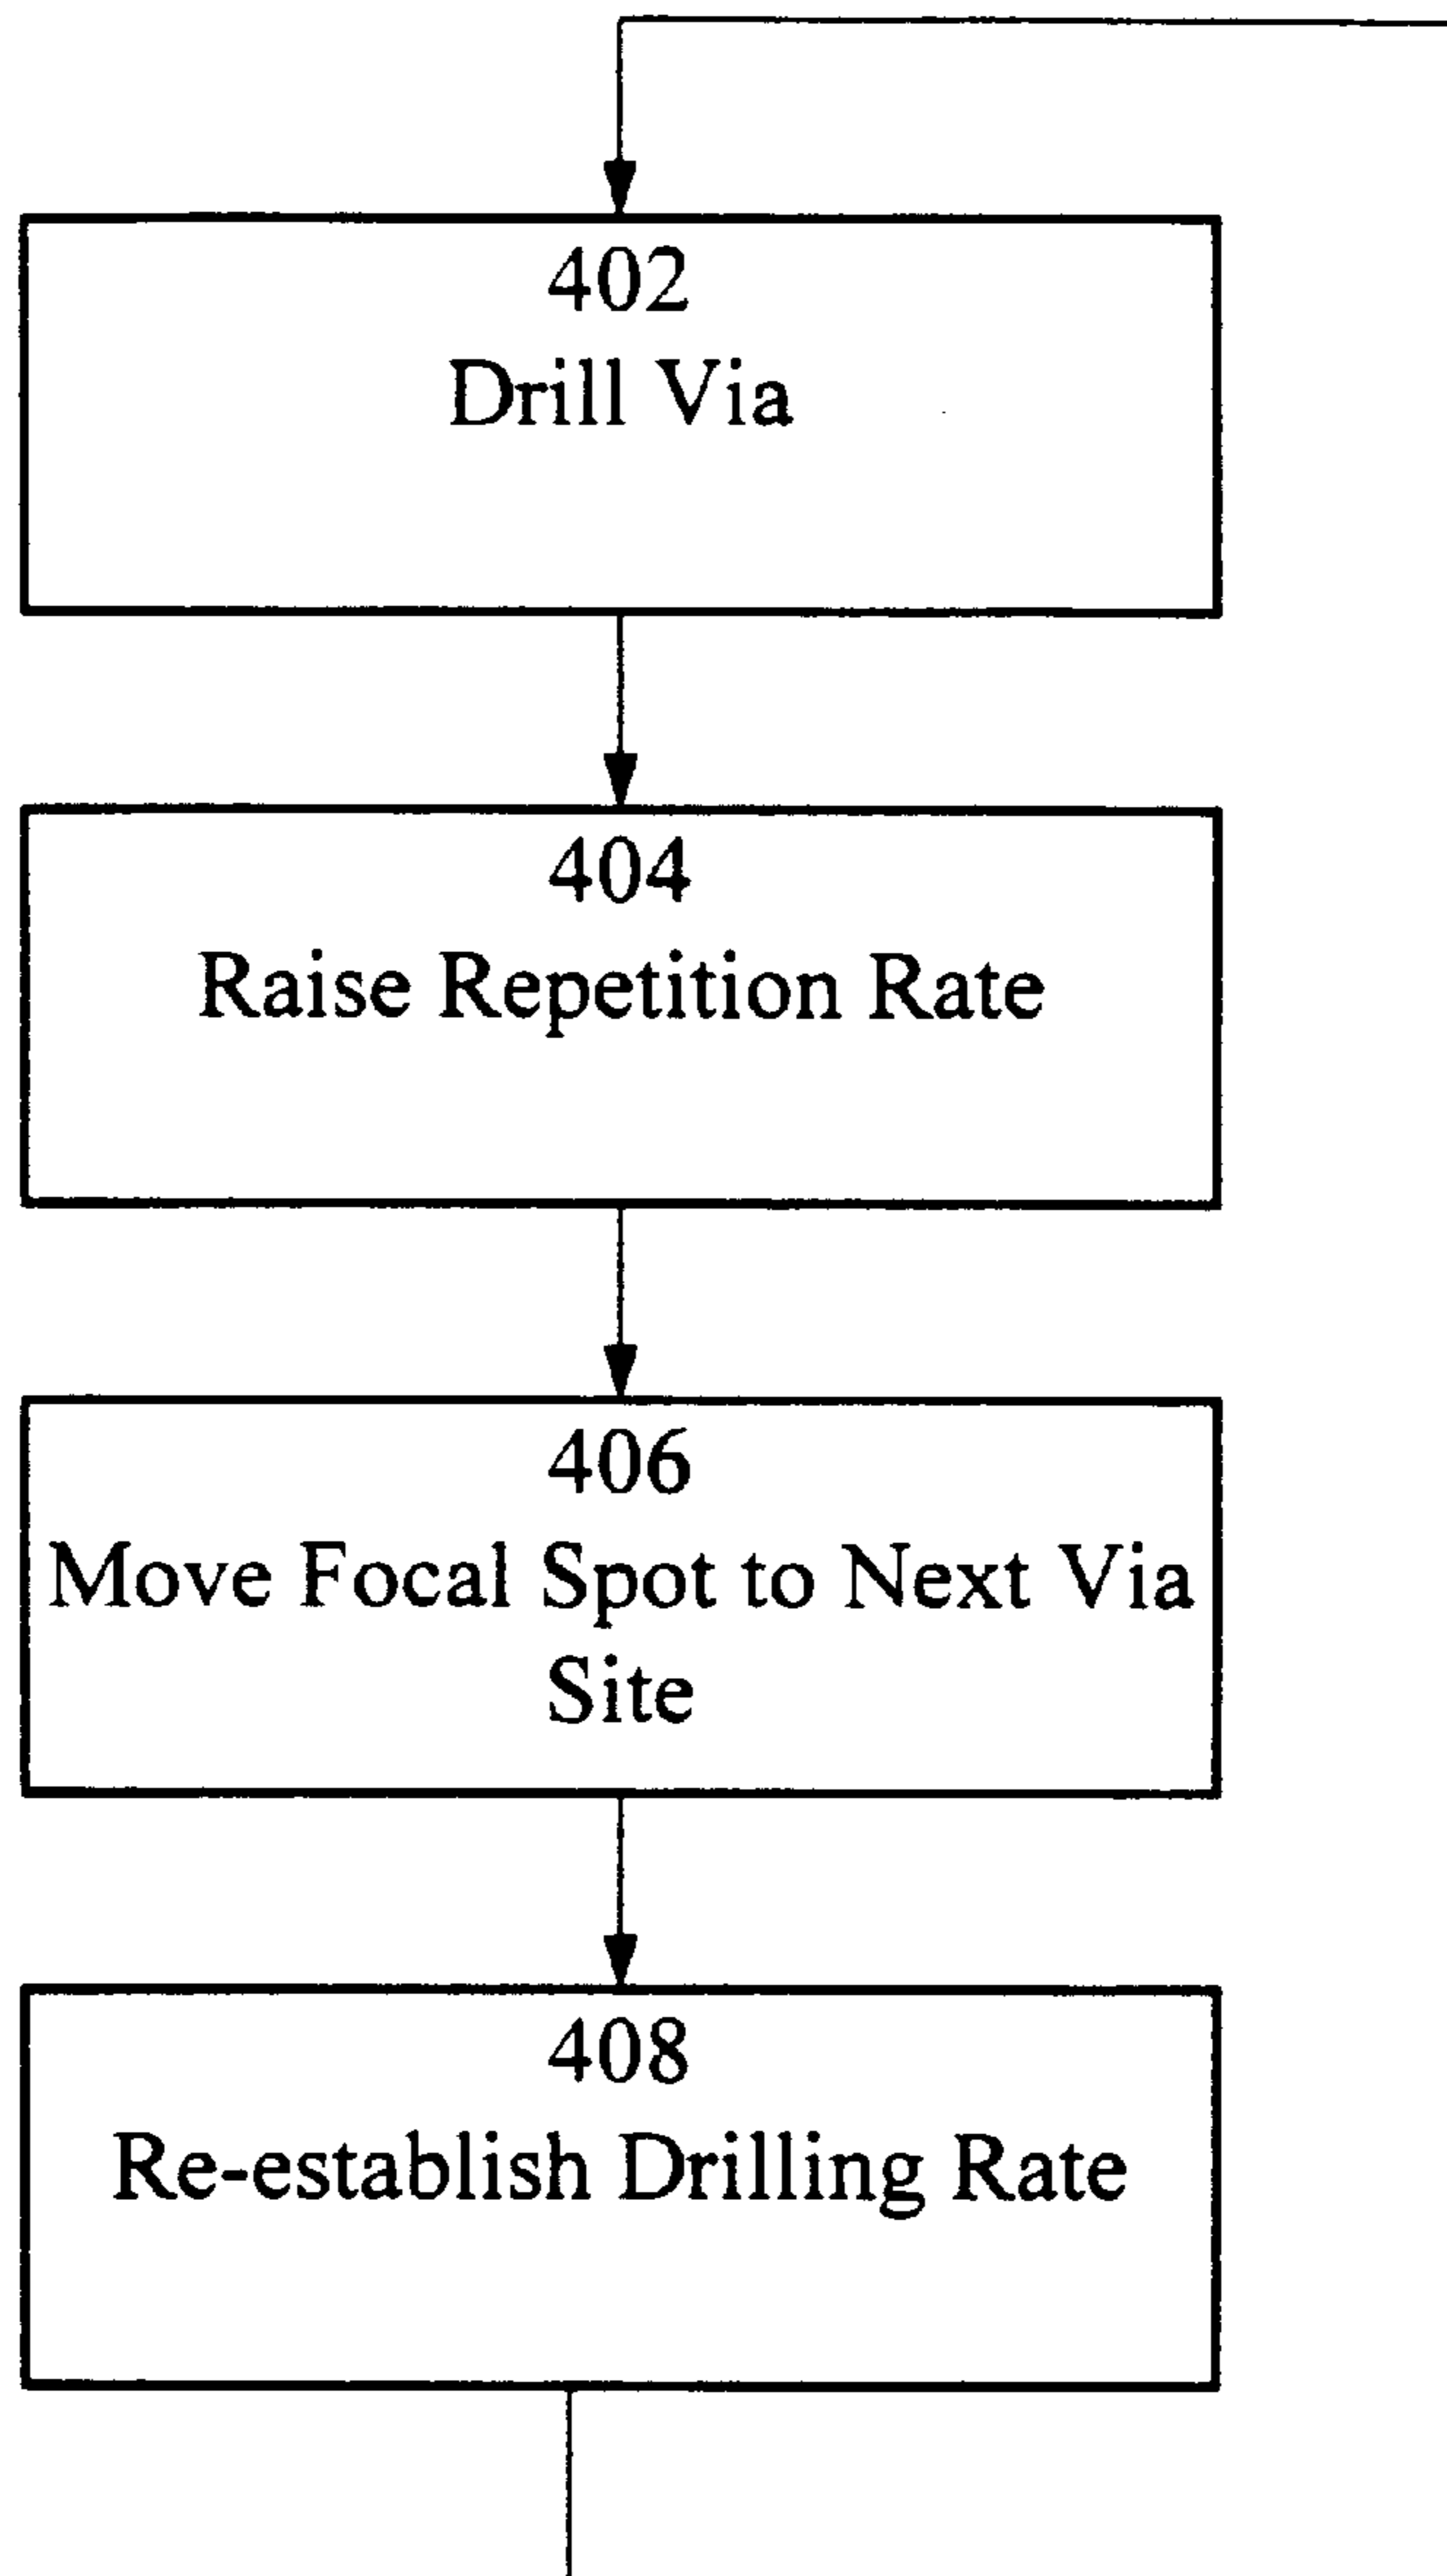 402
Drill Via
404
Raise Repetition Rate
406
Move Focal Spot to Next Via
Site
408
Re-establish Drilling Rate